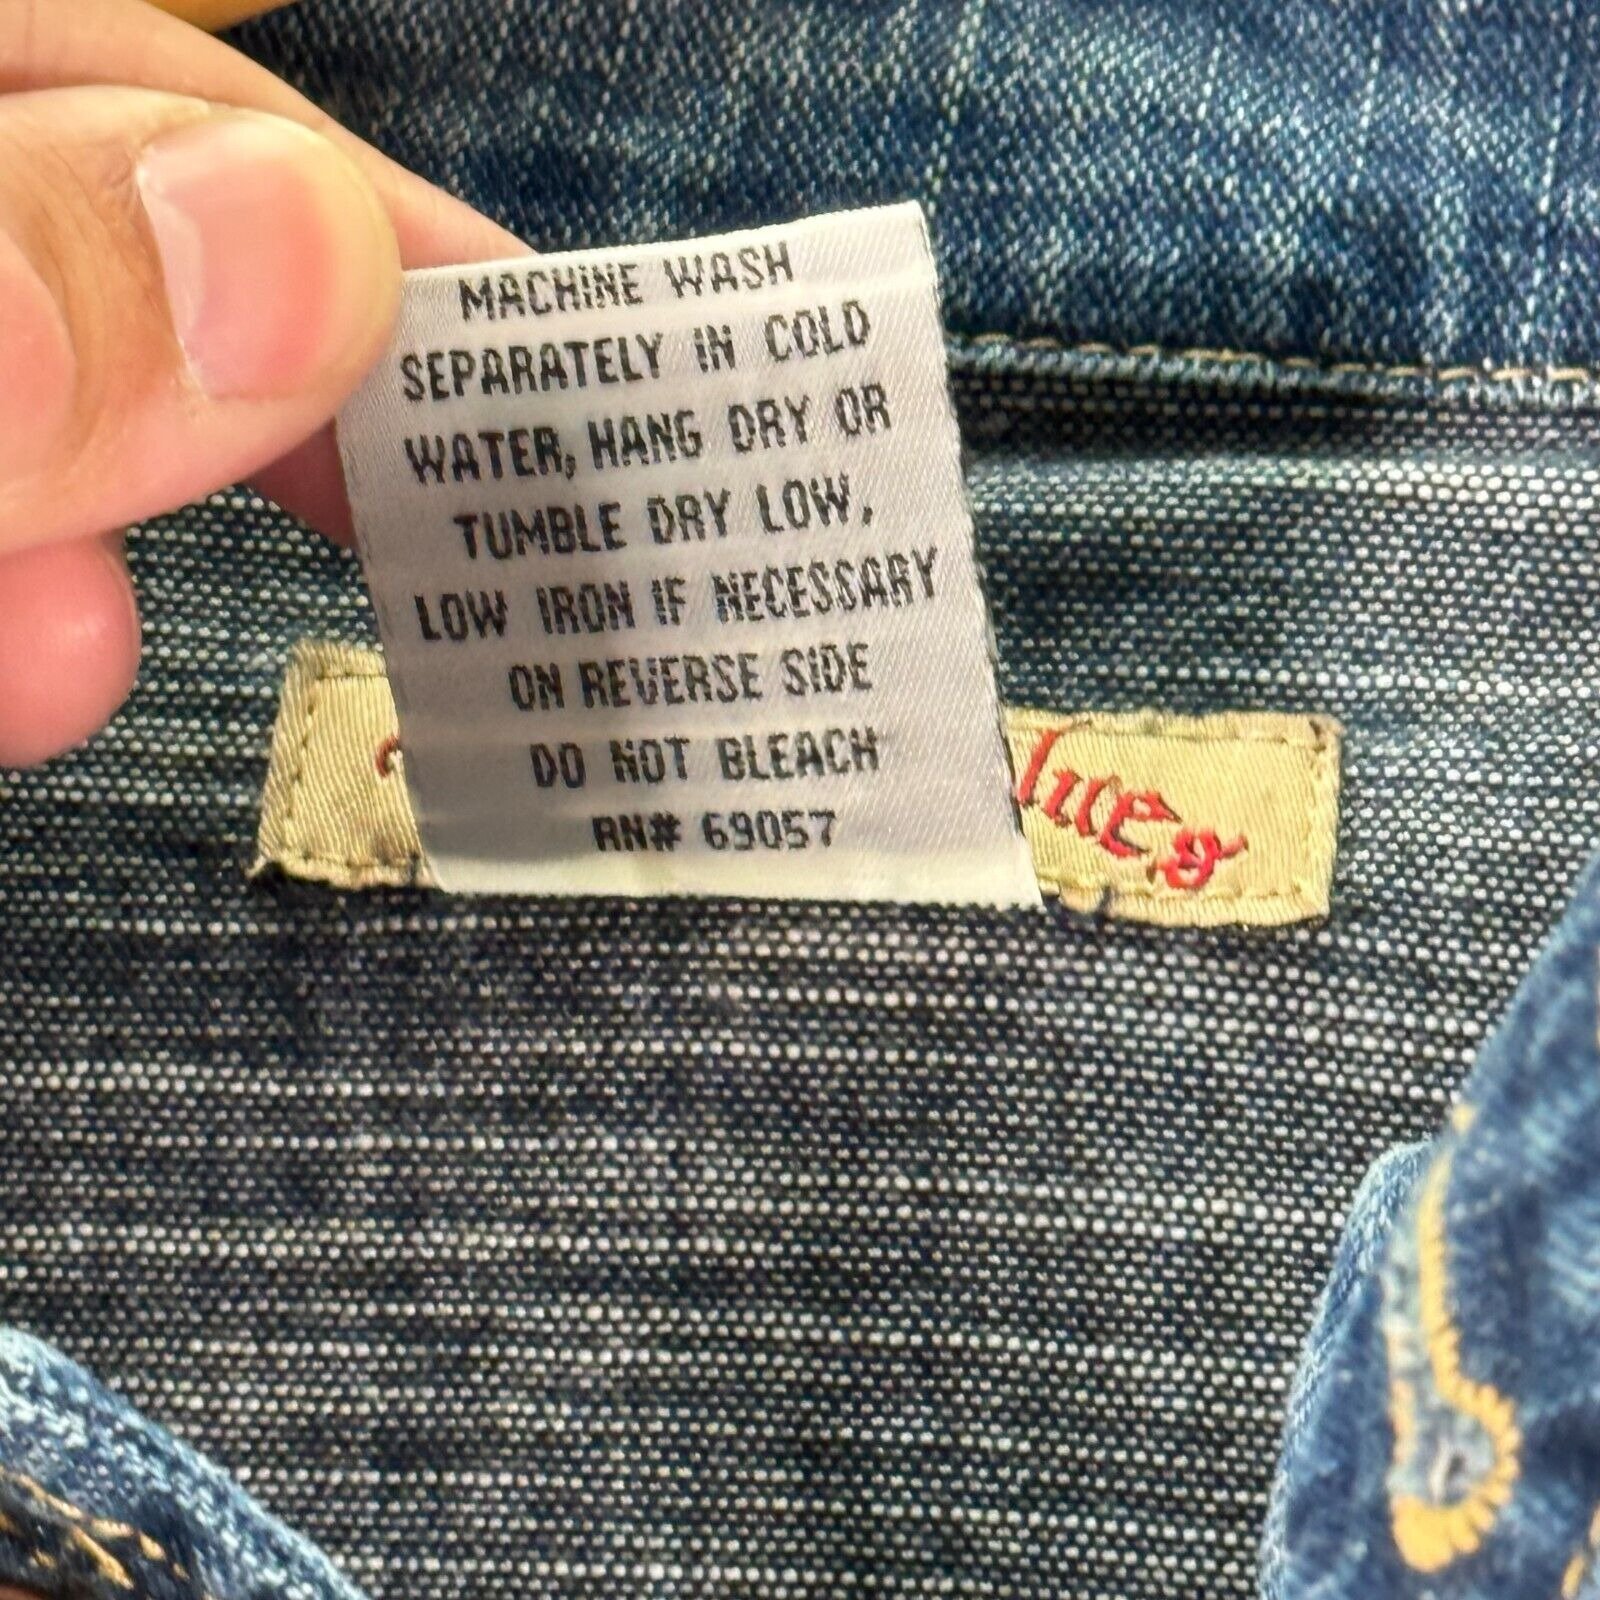 MACHINE WASH
SEPARATELY IN COLD
WATER, HANG DRY OR
TUMBLE DRY LOW,
LOW IRON IF NECESSARY
ON REVERSE SIDE
DO NOT BLEACH
RN# 69057